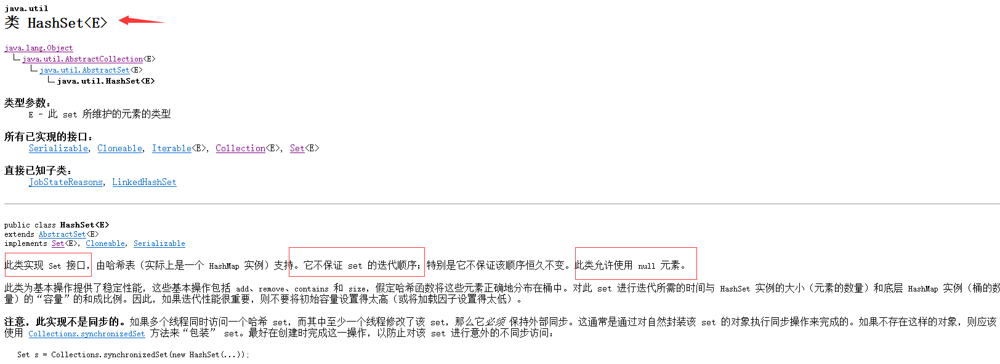 java.util
类 HashSet<E>
java.lang.Object
java.util.AbstractCollection<E>
java.util.AbstractSet<E>
java.util.HashSet<E>
类型参数：
E - 此 set 所维护的元素的类型
所有已实现的接口：
Serializable, Cloneable, Iterable<E>, Collection<E>, Set<E>
直接已知子类：
JobStateReasons, LinkedHashSet
public class HashSet<E>
extends AbstractSet<E>
implements Set<E>, Cloneable, Serializable
此类实现 Set 接口，由哈希表（实际上是一个 HashMap 实例）支持。它不保证 set 的迭代顺序；特别是它不保证该顺序恒久不变。此类允许使用 null 元素。
此类为基本操作提供了稳定性能，这些基本操作包括 add、remove、contains 和 size，假定哈希函数将这些元素正确地分布在桶中。对此 set 进行迭代所需的时间与 HashSet 实例的大小（元素的数量）和底层 HashMap 实例（桶的数
量）的“容量”的和成比例。因此，如果迭代性能很重要，则不要将初始容量设置得太高（或将加载因子设置得太低）。
注意，此实现不是同步的。如果多个线程同时访问一个哈希 set，而其中至少一个线程修改了该 set，那么它必须 保持外部同步。这通常是通过对自然封装该 set 的对象执行同步操作来完成的。如果不存在这样的对象，则应该
使用 Collections.synchronizedSet 方法来“包装” set。最好在创建时完成这一操作，以防止对该 set 进行意外的不同步访问：
Set s = Collections.synchronizedSet(new HashSet(...));